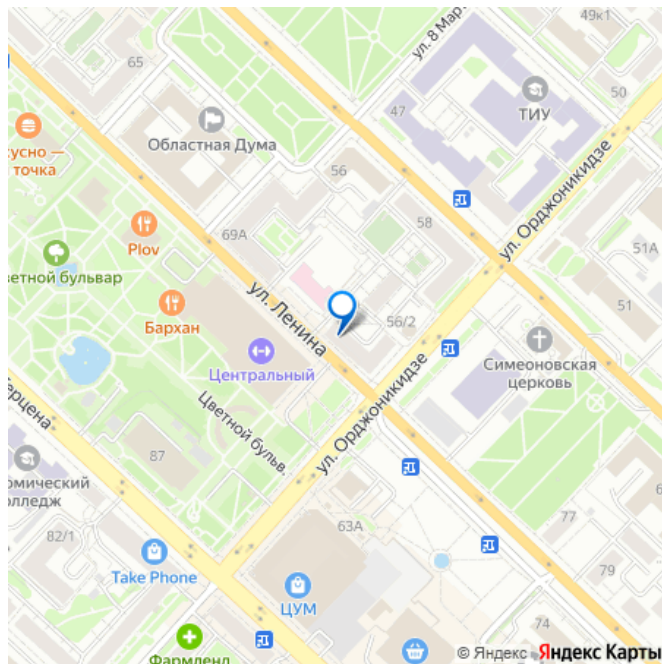 49к1
ул. 8 Мар
65
50
ТИУ
47
Областная Дума
усно —
точка
56
ул. Орджоникидзе
58
69А
Plov
51А
ветной бульвар
51
ул. Ленина
Бархан
56/2
Симеоновская
церковь
Центральный
ул. Орджоникидзе
Цветной бульв.
ерцена
87
омический
олледж
63А
77
82/1
79
Take Phone
ЦУМ
74
Фармленд
© Яндекс Яндекс Карты